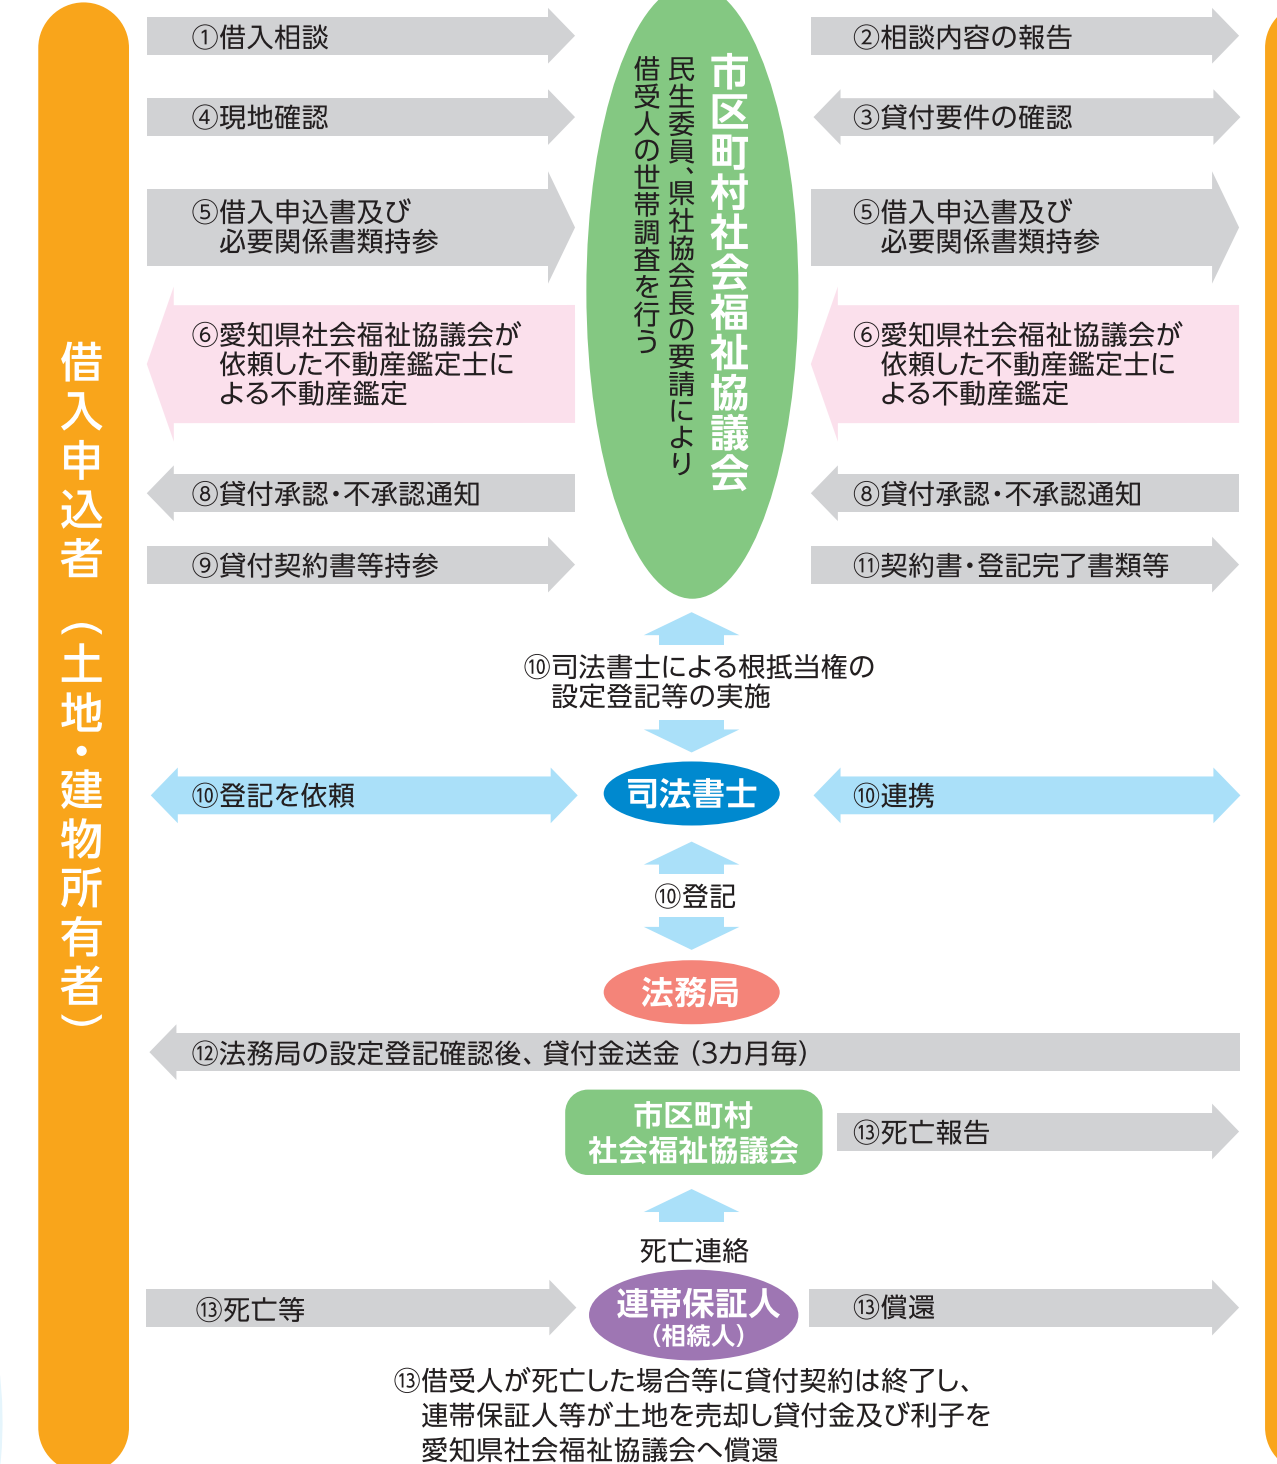 借入申込者（土地・建物所有者）
①借入相談
④現地確認
⑤借入申込書及び
必要関係書類持参
⑥愛知県社会福祉協議会が
依頼した不動産鑑定士に
よる不動産鑑定
⑧貸付承認・不承認通知
⑨貸付契約書等持参
市区町村社会福祉協議会
民生委員、県社協会長の要請により
借受人の世帯調査を行う
②相談内容の報告
③貸付要件の確認
⑤借入申込書及び
必要関係書類持参
⑥愛知県社会福祉協議会が
依頼した不動産鑑定士に
よる不動産鑑定
⑧貸付承認・不承認通知
⑪契約書・登記完了書類等
⑩司法書士による根抵当権の
設定登記等の実施
⑩登記を依頼
司法書士
⑩連携
⑩登記
法務局
⑫法務局の設定登記確認後、貸付金送金（3カ月毎）
市区町村
社会福祉協議会
⑬死亡報告
死亡連絡
⑬死亡等
連帯保証人
（相続人）
⑬償還
⑬借受人が死亡した場合等に貸付契約は終了し、
連帯保証人等が土地を売却し貸付金及び利子を
愛知県社会福祉協議会へ償還